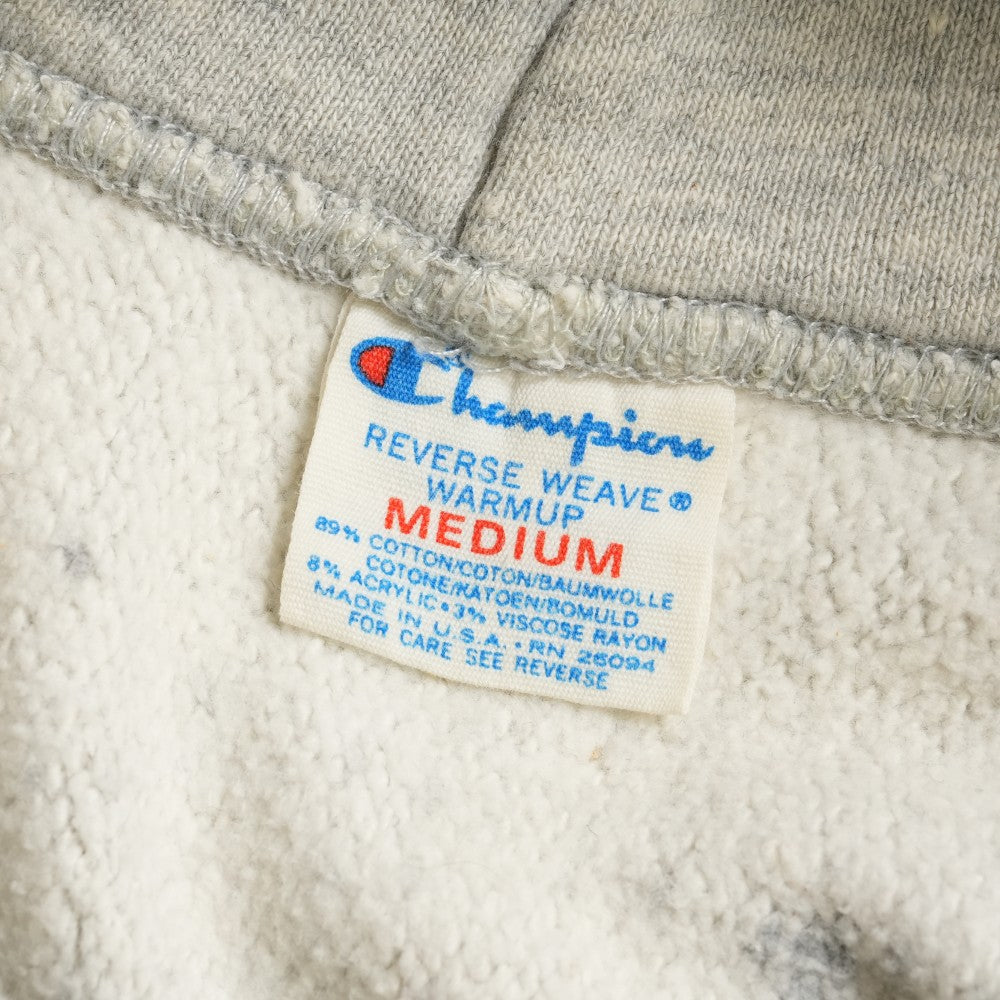 Champion
REVERSE WEAVE®
WARMUP
MEDIUM
89% COTTON/COTON/BAUMWOLLE
COTONE/KATOEN/BOMULD
8% ACRYLIC•3% VISCOSE RAYON
MADE IN U.S.A.•RN 26094
FOR CARE SEE REVERSE